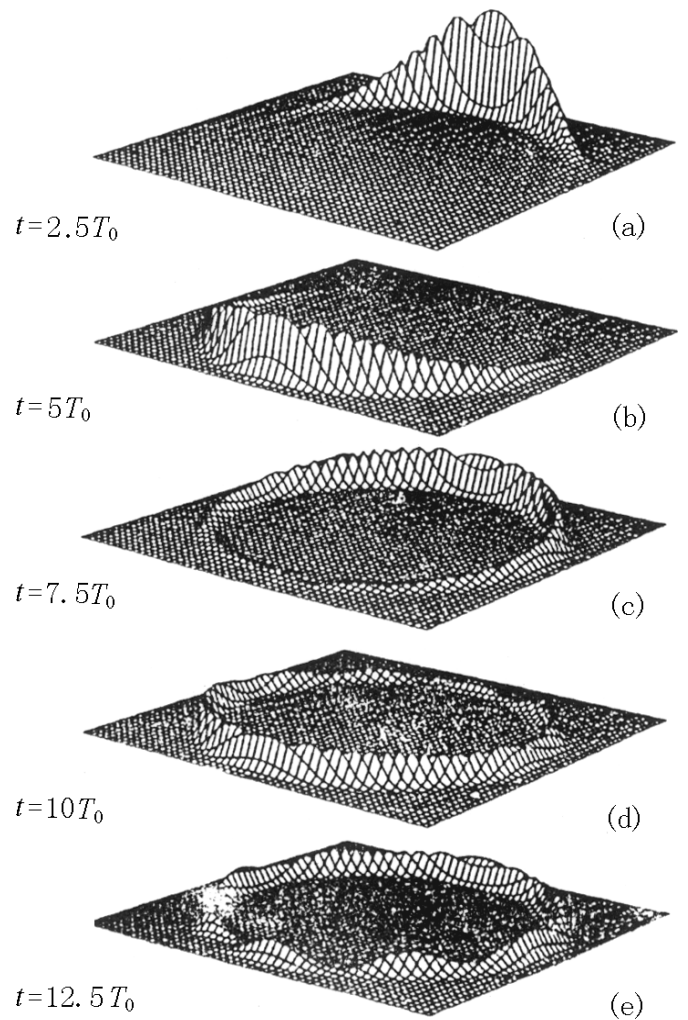 t=2.5T₀ (a)
t=5T₀ (b)
t=7.5T₀ (c)
t=10T₀ (d)
t=12.5T₀ (e)